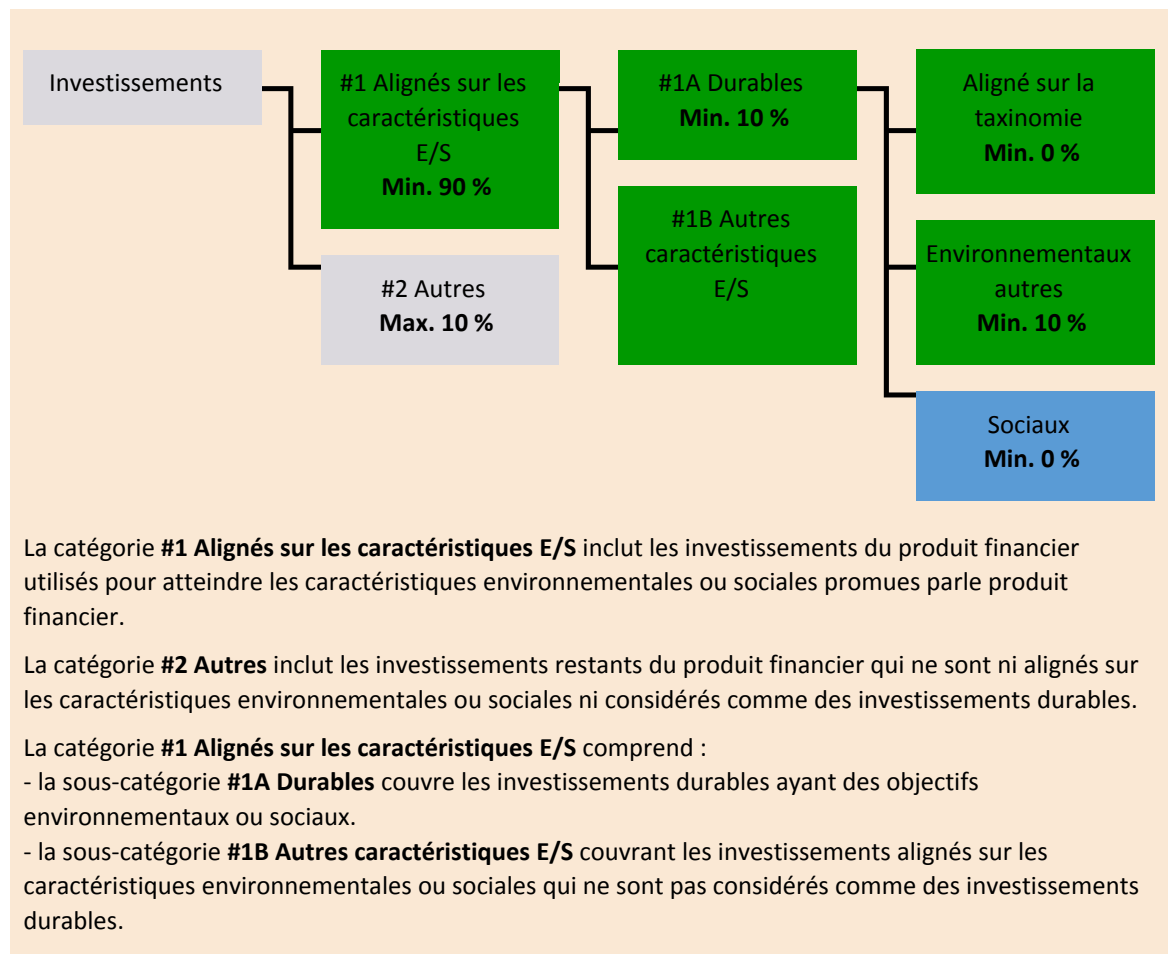 Investissements
#1 Alignés sur les
caractéristiques
E/S
Min. 90 %
#2 Autres
Max. 10 %
#1A Durables
Min. 10 %
#1B Autres
caractéristiques
E/S
Aligné sur la
taxinomie
Min. 0 %
Environnementaux
autres
Min. 10 %
Sociaux
Min. 0 %
La catégorie #1 Alignés sur les caractéristiques E/S inclut les investissements du produit financier
utilisés pour atteindre les caractéristiques environnementales ou sociales promues parle produit
financier.
La catégorie #2 Autres inclut les investissements restants du produit financier qui ne sont ni alignés sur
les caractéristiques environnementales ou sociales ni considérés comme des investissements durables.
La catégorie #1 Alignés sur les caractéristiques E/S comprend :
- la sous-catégorie #1A Durables couvre les investissements durables ayant des objectifs
environnementaux ou sociaux.
- la sous-catégorie #1B Autres caractéristiques E/S couvrant les investissements alignés sur les
caractéristiques environnementales ou sociales qui ne sont pas considérés comme des investissements
durables.